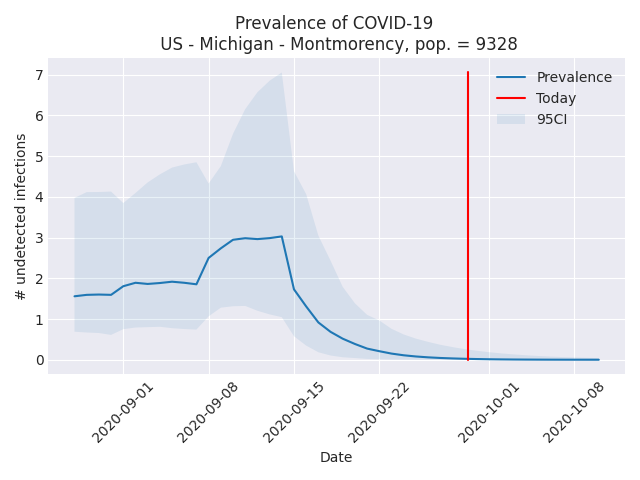 Prevalence of COVID-19
US - Michigan - Montmorency, pop. = 9328
# undetected infections
7
6
5
4
3
2
1
0
Prevalence
Today
95CI
2020-09-01
2020-09-08
2020-09-15
2020-09-22
2020-10-01
2020-10-08
Date